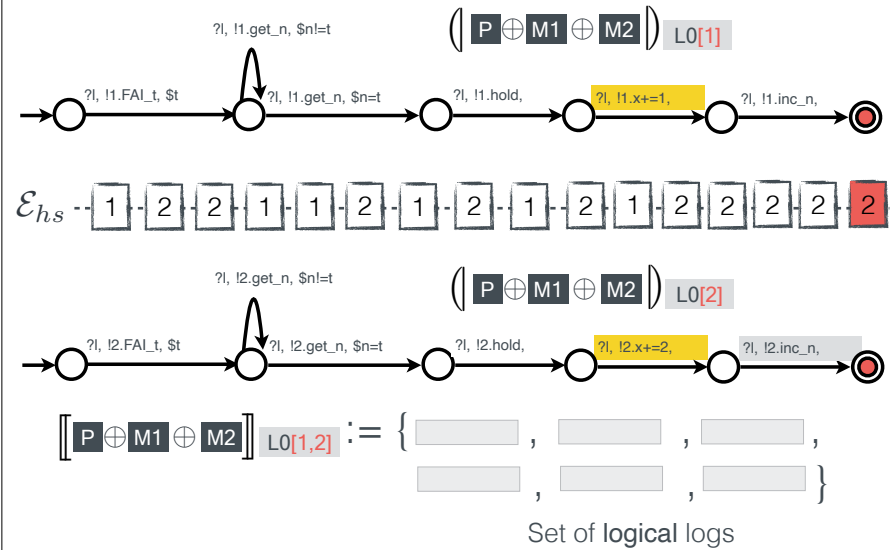 ?l, !1.get_n, $n!=t
(| P ⊕ M1 ⊕ M2 |) L0[1]
?l, !1.FAI_t, $t
?l, !1.get_n, $n=t
?l, !1.hold,
?l, !1.x+=1,
?l, !1.inc_n,
ℰhs 1 2 2 1 1 2 1 2 1 2 1 2 2 2 2 2
?l, !2.get_n, $n!=t
(| P ⊕ M1 ⊕ M2 |) L0[2]
?l, !2.FAI_t, $t
?l, !2.get_n, $n=t
?l, !2.hold,
?l, !2.x+=2,
?l, !2.inc_n,
⟦ P ⊕ M1 ⊕ M2 ⟧ L0[1,2] := { , , ,
, , }
Set of logical logs